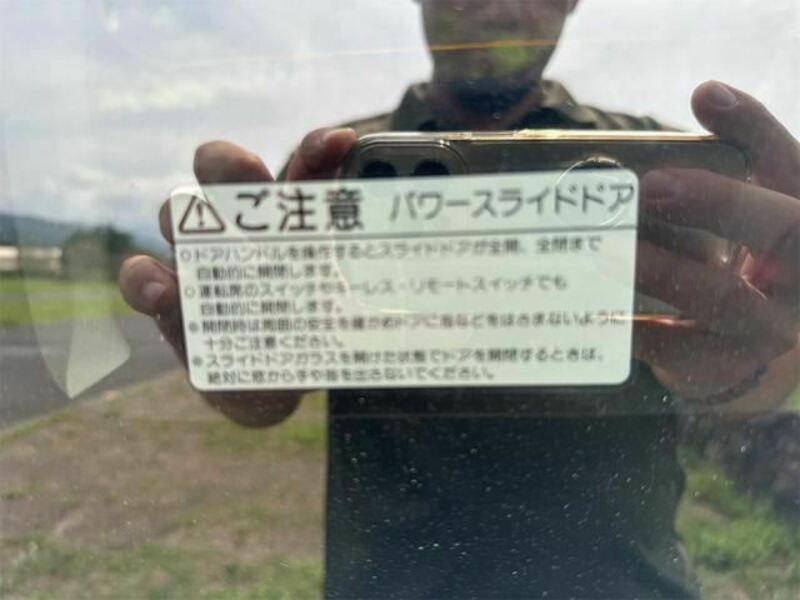 ご注意 パワースライドドア
○ドアハンドルを操作するとスライドドアが全開、全閉まで
自動的に開閉します。
○運転席のスイッチやキーレス・リモートスイッチでも
自動的に開閉します。
※開閉時は周囲の安全を確かめドアに指などをはさまないように
十分ご注意ください。
※スライドドアガラスを開けた状態でドアを開閉するときは、
絶対に窓から手や首を出さないでください。